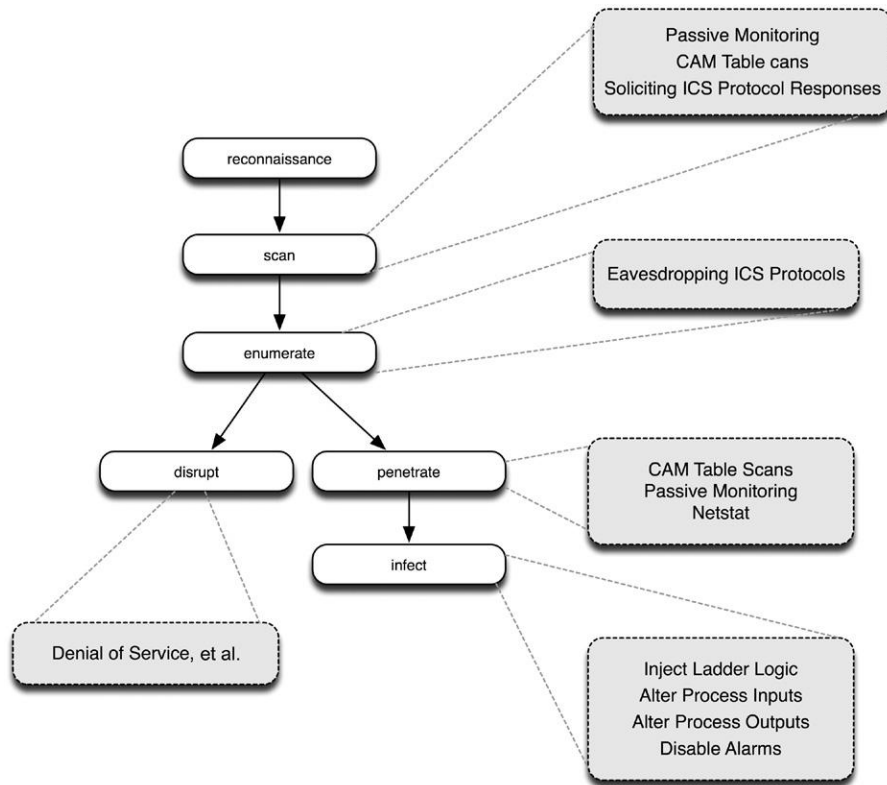 Passive Monitoring
CAM Table cans
Soliciting ICS Protocol Responses
reconnaissance
scan
Eavesdropping ICS Protocols
enumerate
disrupt
penetrate
CAM Table Scans
Passive Monitoring
Netstat
infect
Denial of Service, et al.
Inject Ladder Logic
Alter Process Inputs
Alter Process Outputs
Disable Alarms